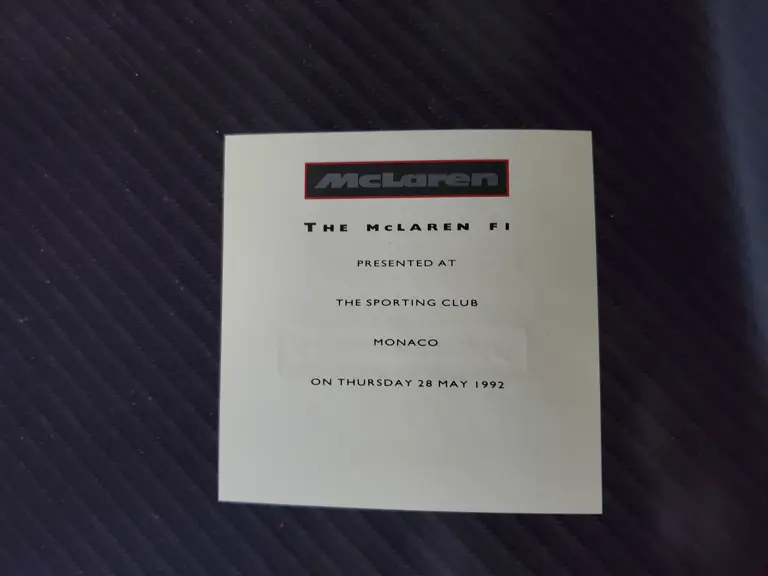 McLaren
THE McLAREN F1
PRESENTED AT
THE SPORTING CLUB
MONACO
ON THURSDAY 28 MAY 1992